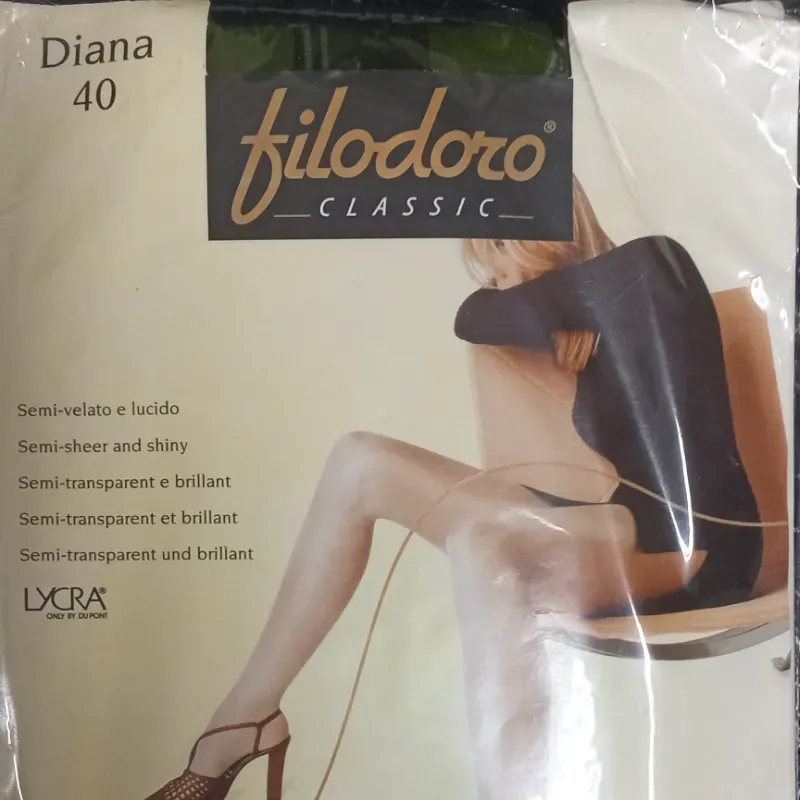 Diana
40
filodoro®
CLASSIC
Semi-velato e lucido
Semi-sheer and shiny
Semi-transparent e brillant
Semi-transparent et brillant
Semi-transparent und brillant
LYCRA®
ONLY BY DU PONT